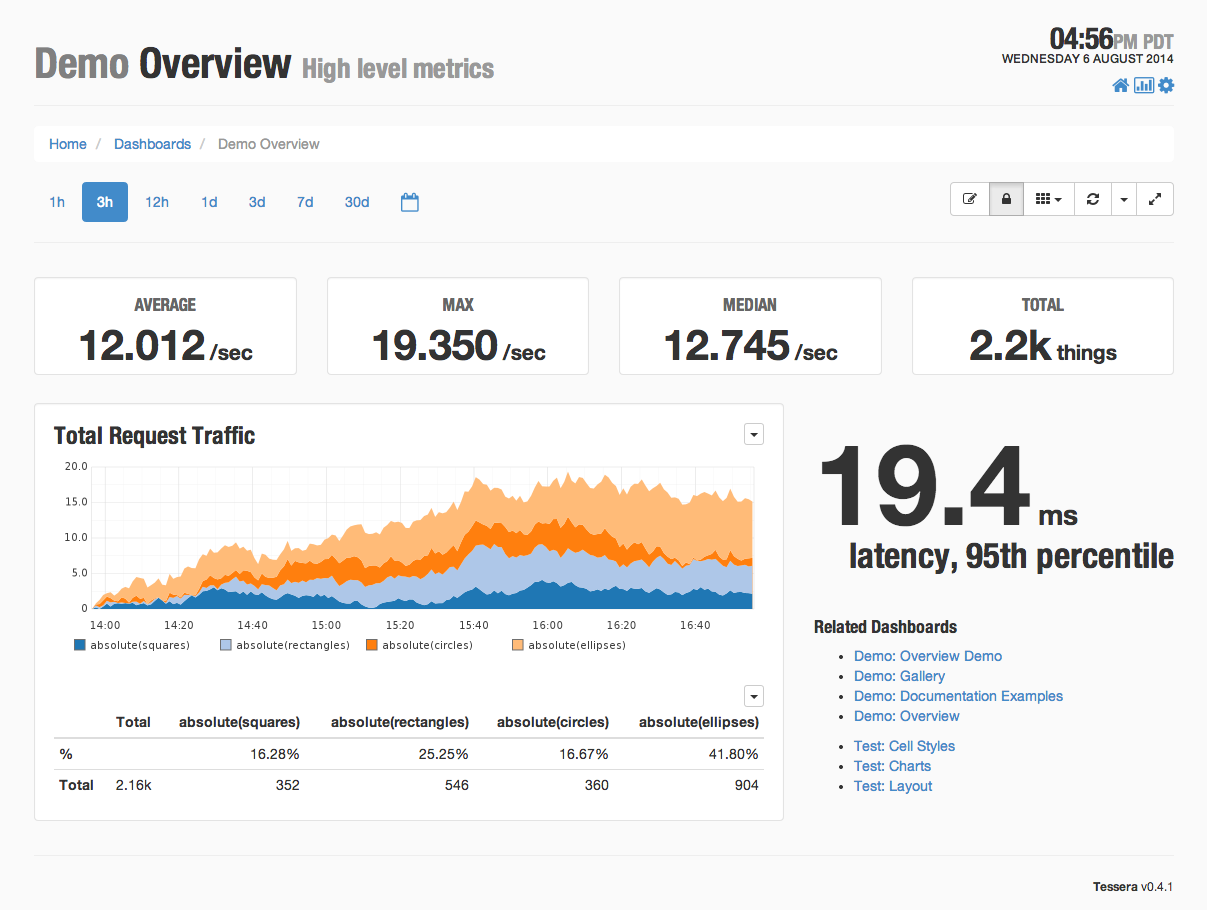 Demo Overview High level metrics
04:56PM PDT
WEDNESDAY 6 AUGUST 2014
Home / Dashboards / Demo Overview
1h 3h 12h 1d 3d 7d 30d
AVERAGE
12.012 /sec
MAX
19.350 /sec
MEDIAN
12.745 /sec
TOTAL
2.2k things
Total Request Traffic
20.0
15.0
10.0
5.0
0
14:00 14:20 14:40 15:00 15:20 15:40 16:00 16:20 16:40
absolute(squares) absolute(rectangles) absolute(circles) absolute(ellipses)
Total absolute(squares) absolute(rectangles) absolute(circles) absolute(ellipses)
% 16.28% 25.25% 16.67% 41.80%
Total 2.16k 352 546 360 904
19.4 ms
latency, 95th percentile
Related Dashboards
Demo: Overview Demo
Demo: Gallery
Demo: Documentation Examples
Demo: Overview
Test: Cell Styles
Test: Charts
Test: Layout
Tessera v0.4.1